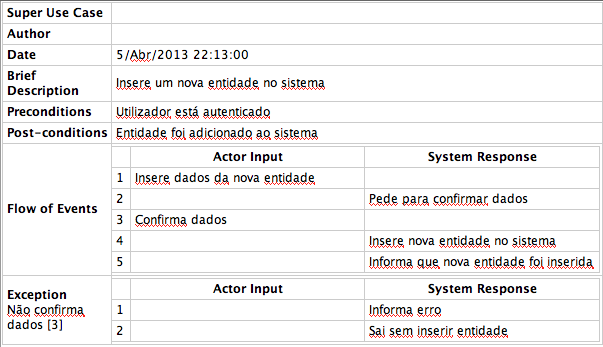 Super Use Case
Author
Date 5/Abr/2013 22:13:00
Brief
Description
Insere um nova entidade no sistema
Preconditions Utilizador está autenticado
Post-conditions Entidade foi adicionado ao sistema
Flow of Events
Actor Input System Response
1 Insere dados da nova entidade
2 Pede para confirmar dados
3 Confirma dados
4 Insere nova entidade no sistema
5 Informa que nova entidade foi inserida
Exception
Não confirma
dados [3]
Actor Input System Response
1 Informa erro
2 Sai sem inserir entidade